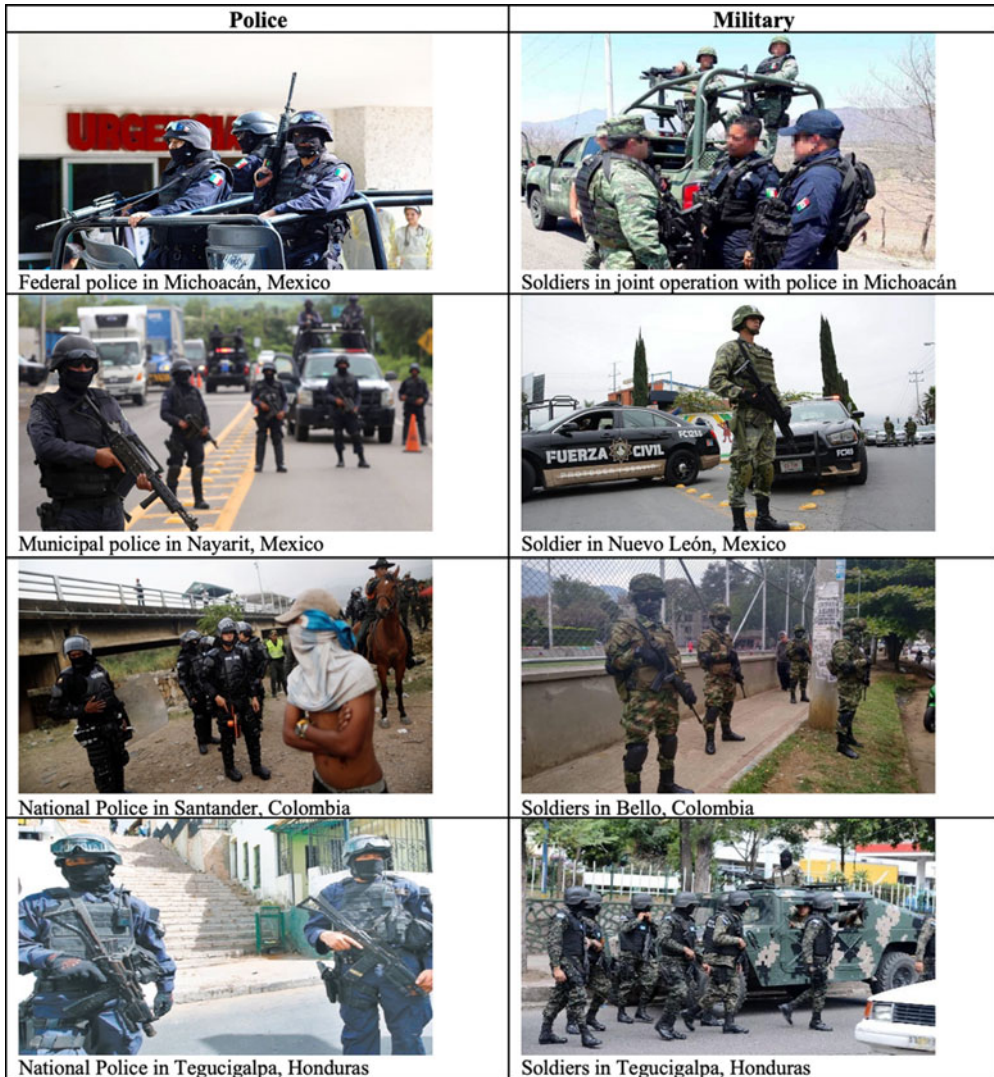 Police
Military
URGENCIA
Federal police in Michoacán, Mexico
Soldiers in joint operation with police in Michoacán
FUERZA CIVIL
Municipal police in Nayarit, Mexico
Soldier in Nuevo León, Mexico
National Police in Santander, Colombia
Soldiers in Bello, Colombia
National Police in Tegucigalpa, Honduras
Soldiers in Tegucigalpa, Honduras